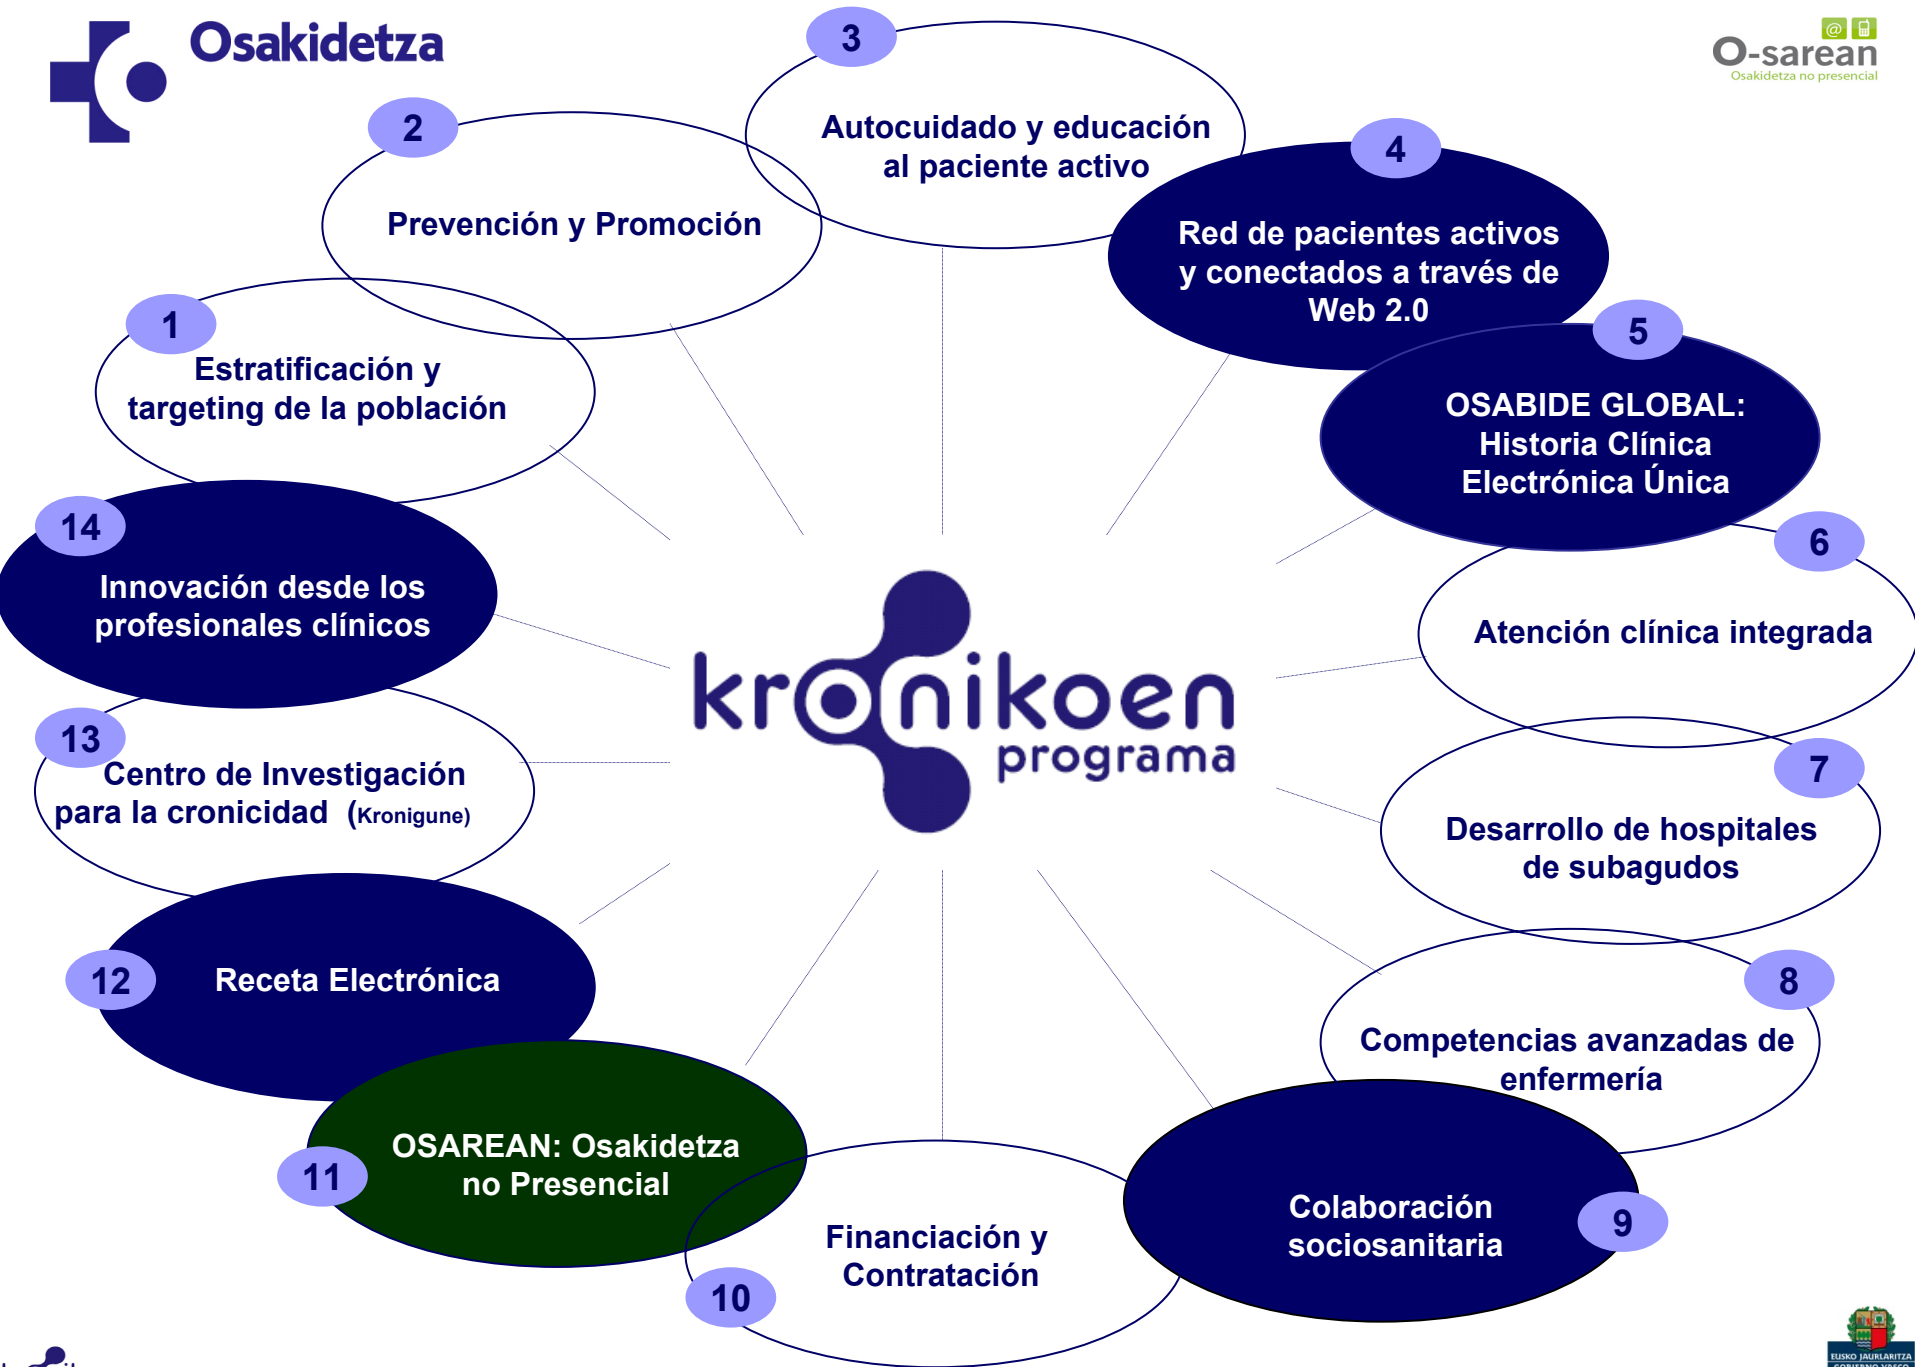 Osakidetza
@
O-sarean
Osakidetza no presencial
1
Estratificación y
targeting de la población
2
Prevención y Promoción
3
Autocuidado y educación
al paciente activo
4
Red de pacientes activos
y conectados a través de
Web 2.0
5
OSABIDE GLOBAL:
Historia Clínica
Electrónica Única
6
Atención clínica integrada
7
Desarrollo de hospitales
de subagudos
8
Competencias avanzadas de
enfermería
9
Colaboración
sociosanitaria
10
Financiación y
Contratación
11
OSAREAN: Osakidetza
no Presencial
12
Receta Electrónica
13
Centro de Investigación
para la cronicidad (Kronigune)
14
Innovación desde los
profesionales clínicos
kronikoen
programa
EUSKO JAURLARITZA
GOBIERNO VASCO